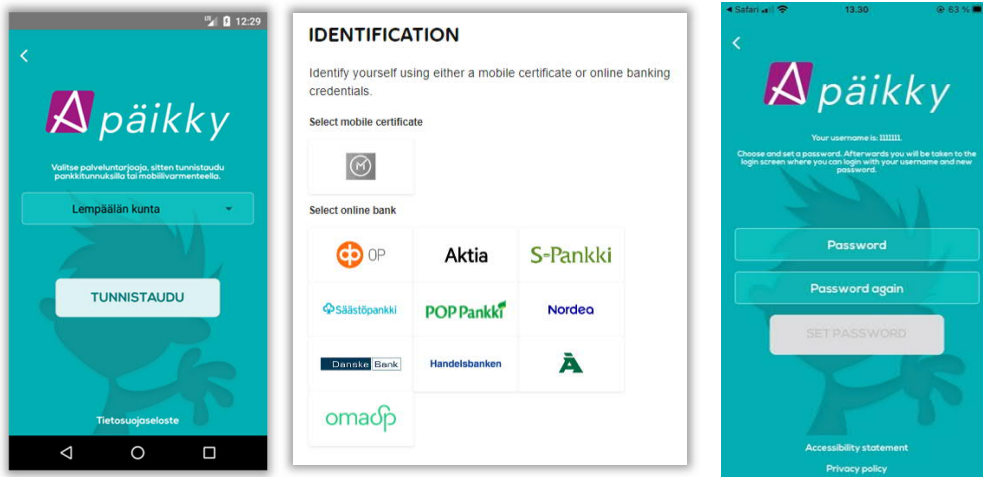 US 12:29
A päikky
Valitse palveluntarjoaja, sitten tunnistaudu
pankkitunnuksilla tai mobiilivarmenteella.
Lempäälän kunta
TUNNISTAUDU
Tietosuojaseloste
IDENTIFICATION
Identify yourself using either a mobile certificate or online banking
credentials.
Select mobile certificate
M
Select online bank
OP Aktia S-Pankki
Säästöpankki POP Pankki Nordea
Danske Bank Handelsbanken Å
omasp
Safari 13.30 63 %
A päikky
Your username is: 1111111.
Choose and set a password. Afterwards you will be taken to the
login screen where you can login with your username and new
password.
Password
Password again
SET PASSWORD
Accessibility statement
Privacy policy